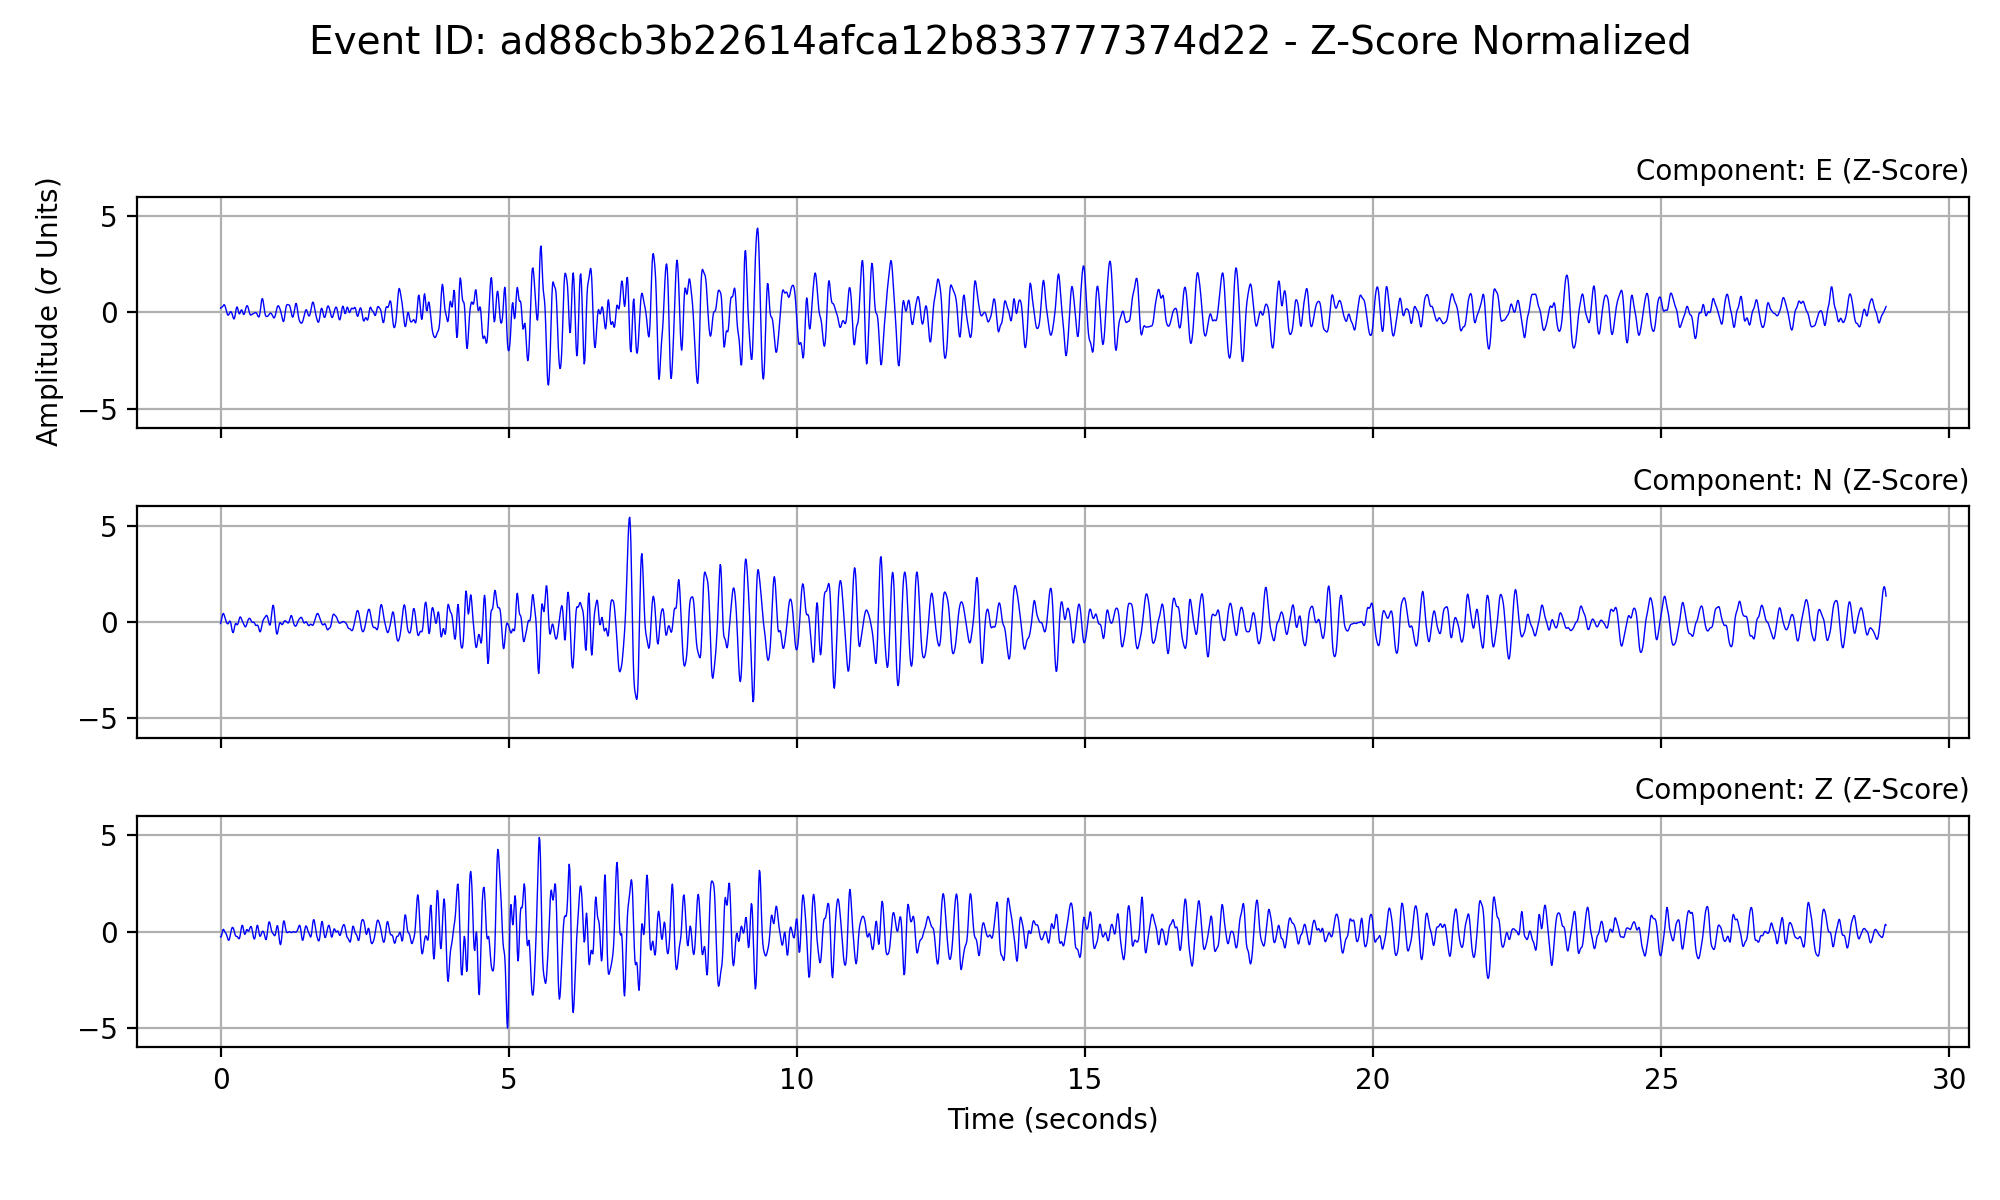 Event ID: ad88cb3b22614afca12b833777374d22 - Z-Score Normalized
Component: E (Z-Score)
Amplitude (σ Units)
5
0
−5
Component: N (Z-Score)
5
0
−5
Component: Z (Z-Score)
5
0
−5
0 5 10 15 20 25 30
Time (seconds)